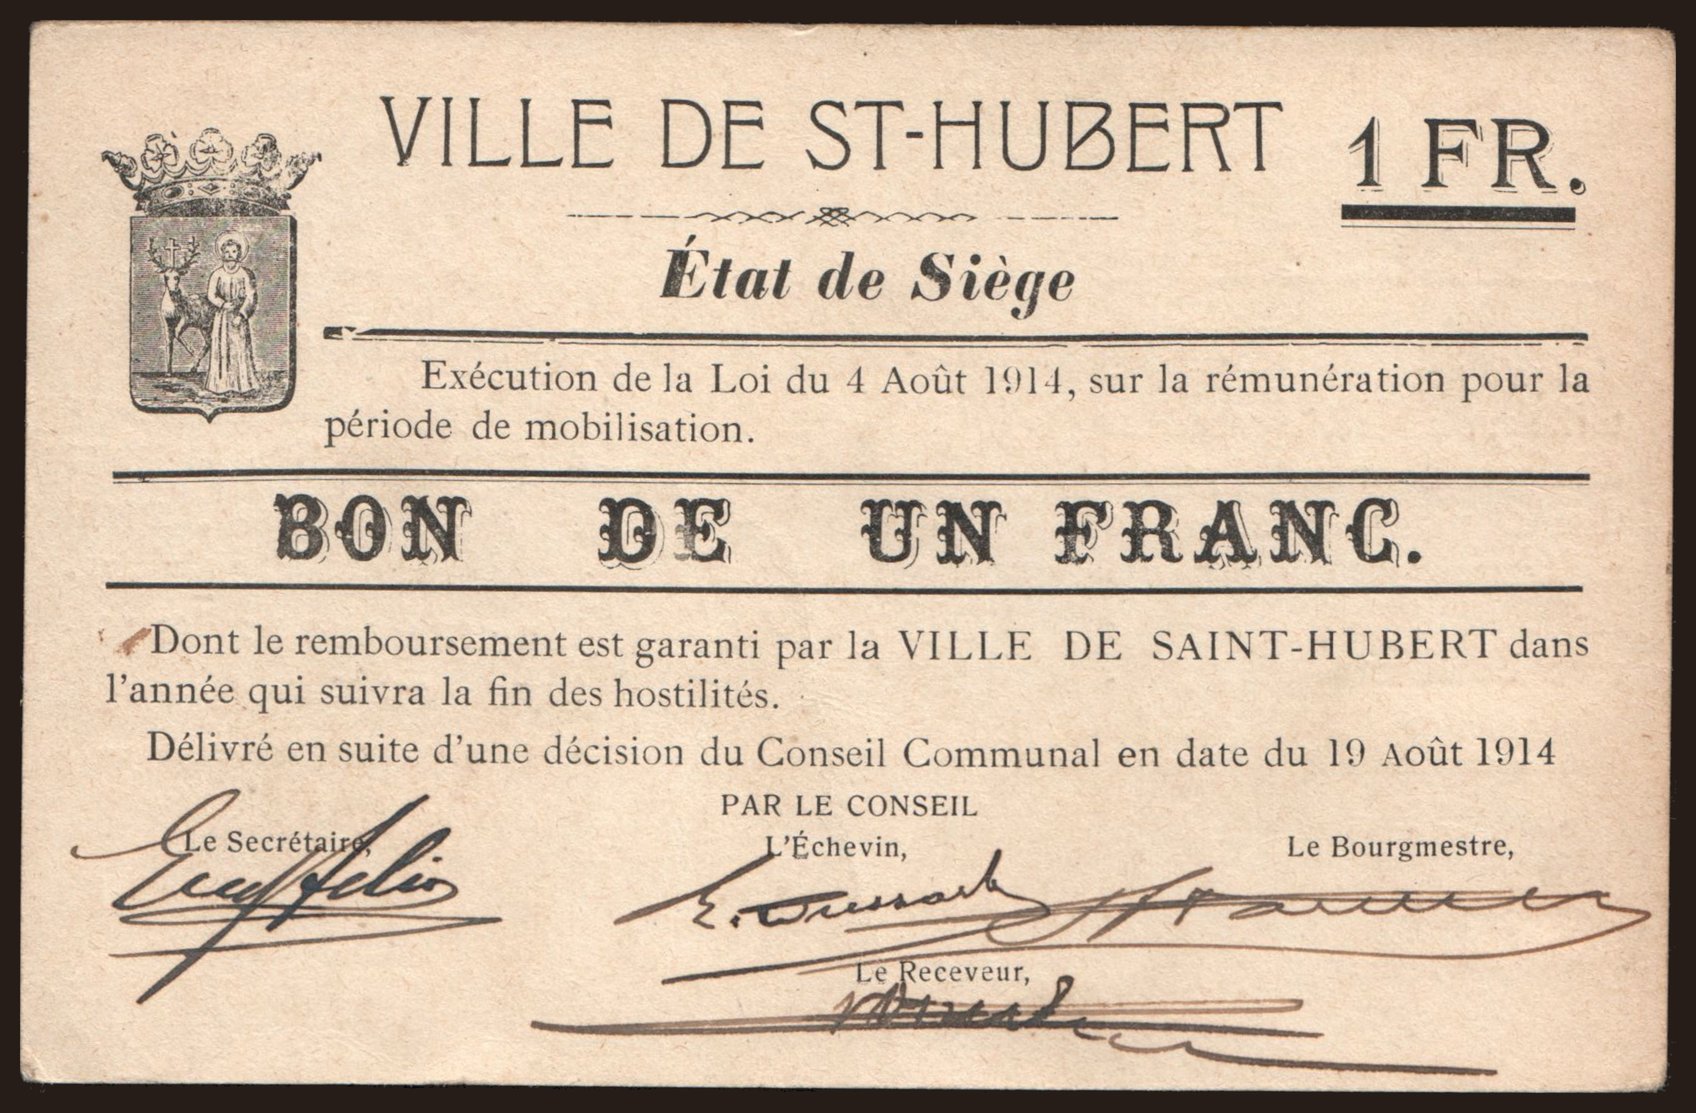 VILLE DE ST-HUBERT
1 FR.
État de Siège
Exécution de la Loi du 4 Août 1914, sur la rémunération pour la
période de mobilisation.
BON DE UN FRANC.
Dont le remboursement est garanti par la VILLE DE SAINT-HUBERT dans
l'année qui suivra la fin des hostilités.
Délivré en suite d'une décision du Conseil Communal en date du 19 Août 1914
PAR LE CONSEIL
Le Secrétaire,
L'Échevin,
Le Bourgmestre,
Le Receveur,